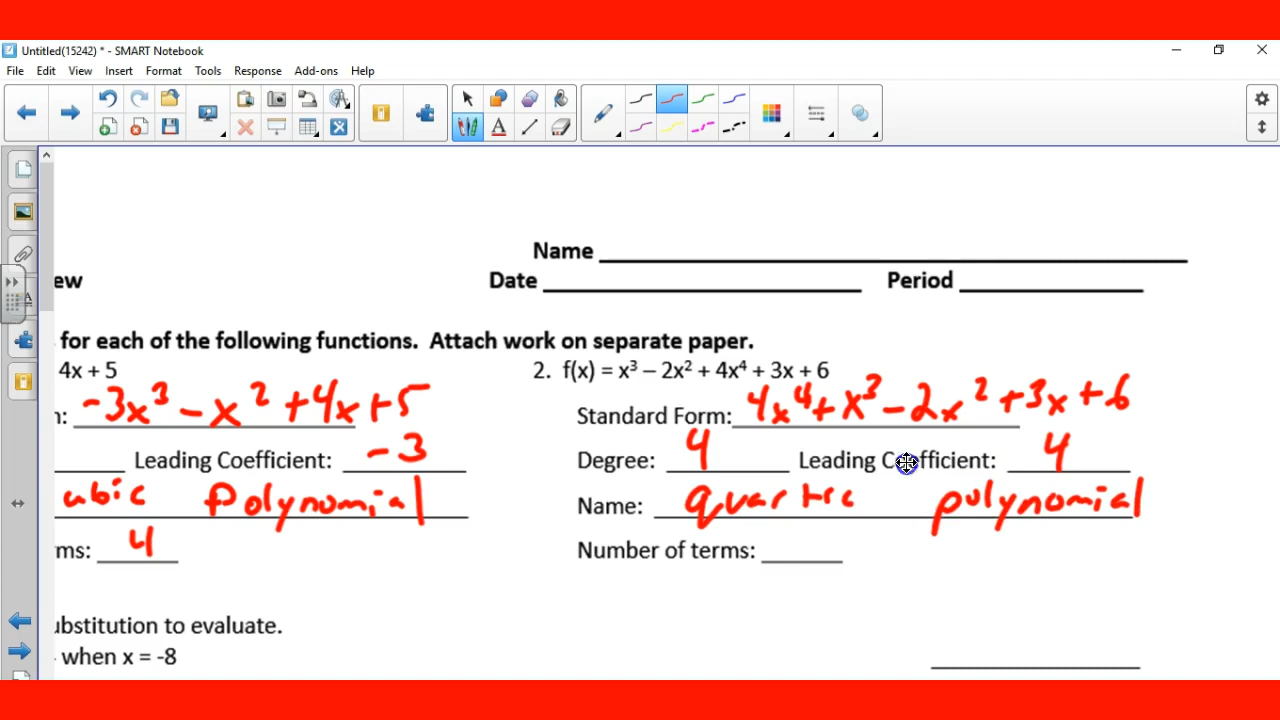 Untitled(15242) * - SMART Notebook
File Edit View Insert Format Tools Response Add-ons Help
Name
ew Date Period
for each of the following functions. Attach work on separate paper.
4x + 5 2. f(x) = x³ – 2x² + 4x⁴ + 3x + 6
m: -3x³ - x² + 4x + 5 Standard Form: 4x⁴ + x³ - 2x² + 3x + 6
Leading Coefficient: -3 Degree: 4 Leading Coefficient: 4
ubic Polynomial Name: quartic polynomial
rms: 4 Number of terms:
ubstitution to evaluate.
when x = -8